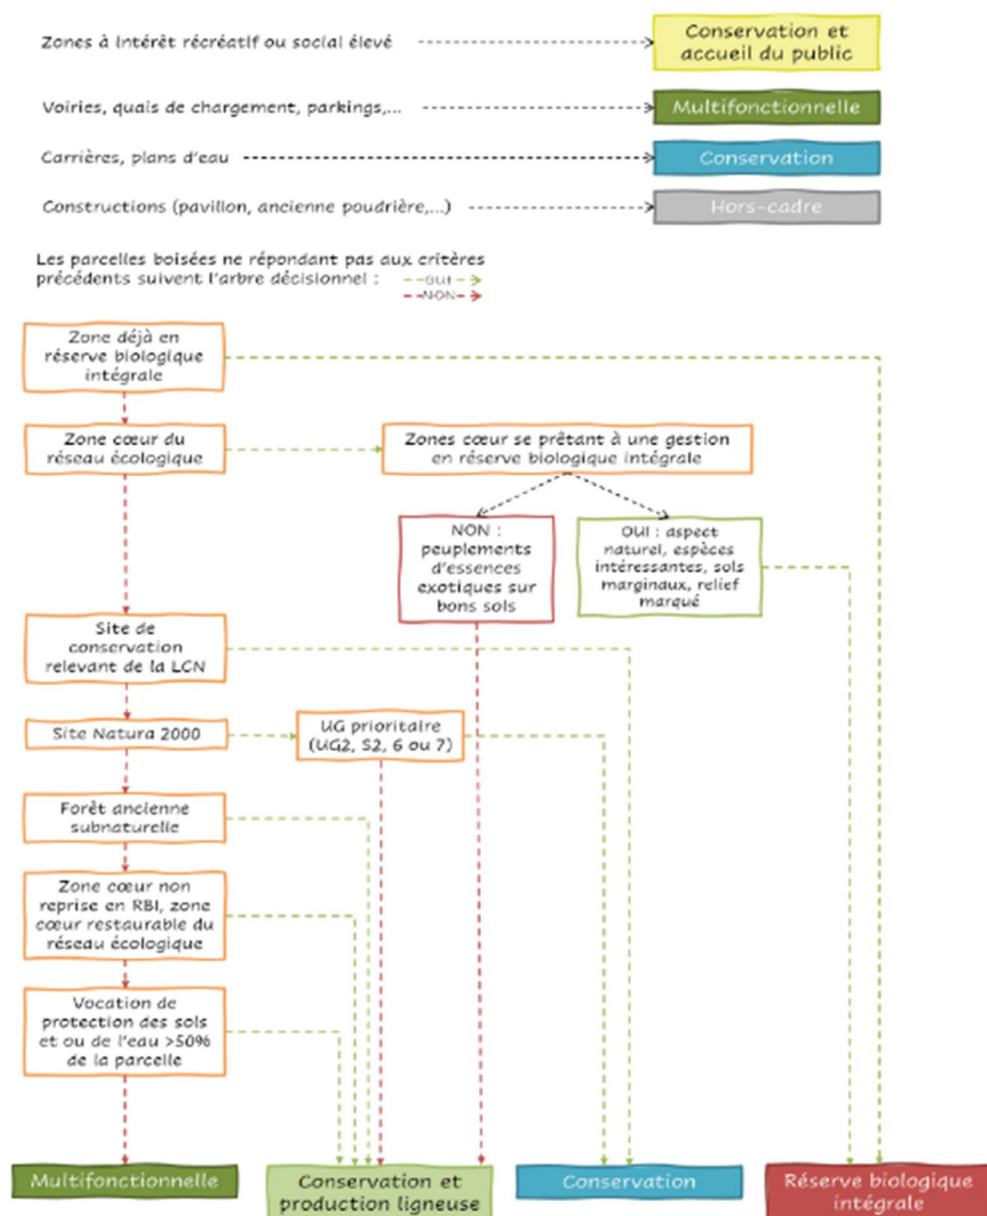 Zones à intérêt récréatif ou social élevé
Conservation et
accueil du public
Voiries, quais de chargement, parkings,...
Multifonctionnelle
Carrières, plans d'eau
Conservation
Constructions (pavillon, ancienne poudrière,...)
Hors-cadre
Les parcelles boisées ne répondant pas aux critères
précédents suivent l'arbre décisionnel :
OUI
NON
Zone déjà en
réserve biologique
intégrale
Zone cœur du
réseau écologique
Zones cœur se prêtant à une gestion
en réserve biologique intégrale
NON :
peuplements
d'essences
exotiques sur
bons sols
OUI : aspect
naturel, espèces
intéressantes, sols
marginaux, relief
marqué
Site de
conservation
relevant de la LCN
Site Natura 2000
UG prioritaire
(UG2, S2, 6 ou 7)
Forêt ancienne
subnaturelle
Zone cœur non
reprise en RBI, zone
cœur restaurable du
réseau écologique
Vocation de
protection des sols
et ou de l'eau >50%
de la parcelle
Multifonctionnelle
Conservation et
production ligneuse
Conservation
Réserve biologique
intégrale